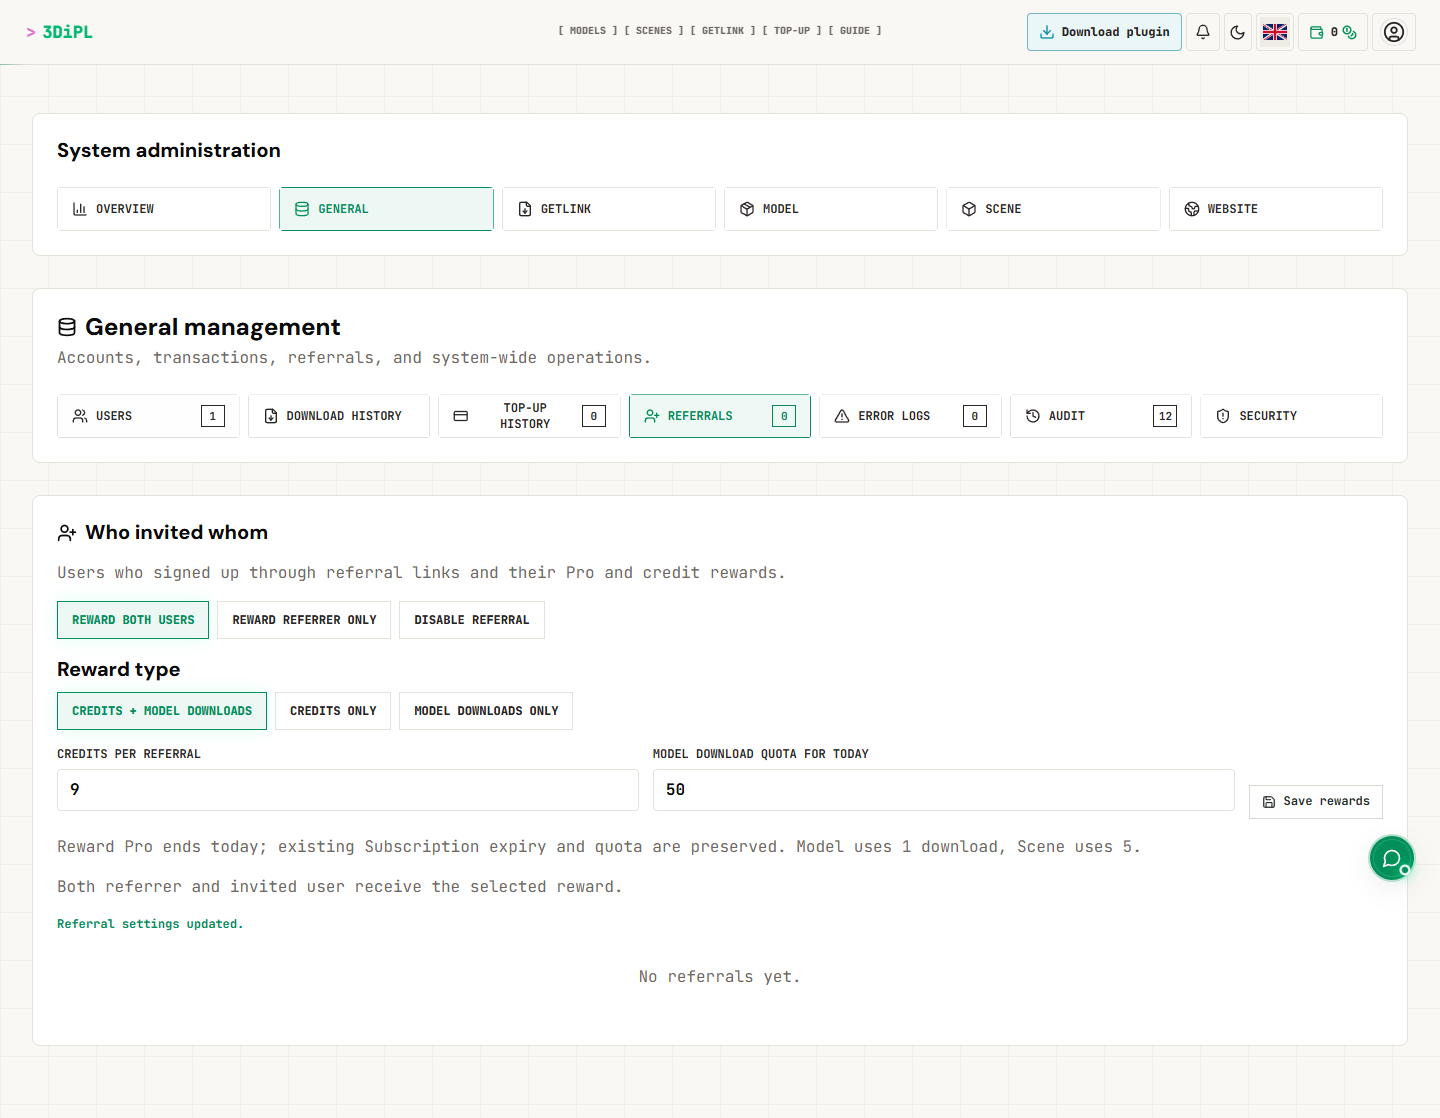 > 3DiPL
[ MODELS ] [ SCENES ] [ GETLINK ] [ TOP-UP ] [ GUIDE ]
Download plugin
0
System administration
OVERVIEW
GENERAL
GETLINK
MODEL
SCENE
WEBSITE
General management
Accounts, transactions, referrals, and system-wide operations.
USERS 1
DOWNLOAD HISTORY
TOP-UP
HISTORY 0
REFERRALS 0
ERROR LOGS 0
AUDIT 12
SECURITY
Who invited whom
Users who signed up through referral links and their Pro and credit rewards.
REWARD BOTH USERS
REWARD REFERRER ONLY
DISABLE REFERRAL
Reward type
CREDITS + MODEL DOWNLOADS
CREDITS ONLY
MODEL DOWNLOADS ONLY
CREDITS PER REFERRAL
9
MODEL DOWNLOAD QUOTA FOR TODAY
50
Save rewards
Reward Pro ends today; existing Subscription expiry and quota are preserved. Model uses 1 download, Scene uses 5.
Both referrer and invited user receive the selected reward.
Referral settings updated.
No referrals yet.